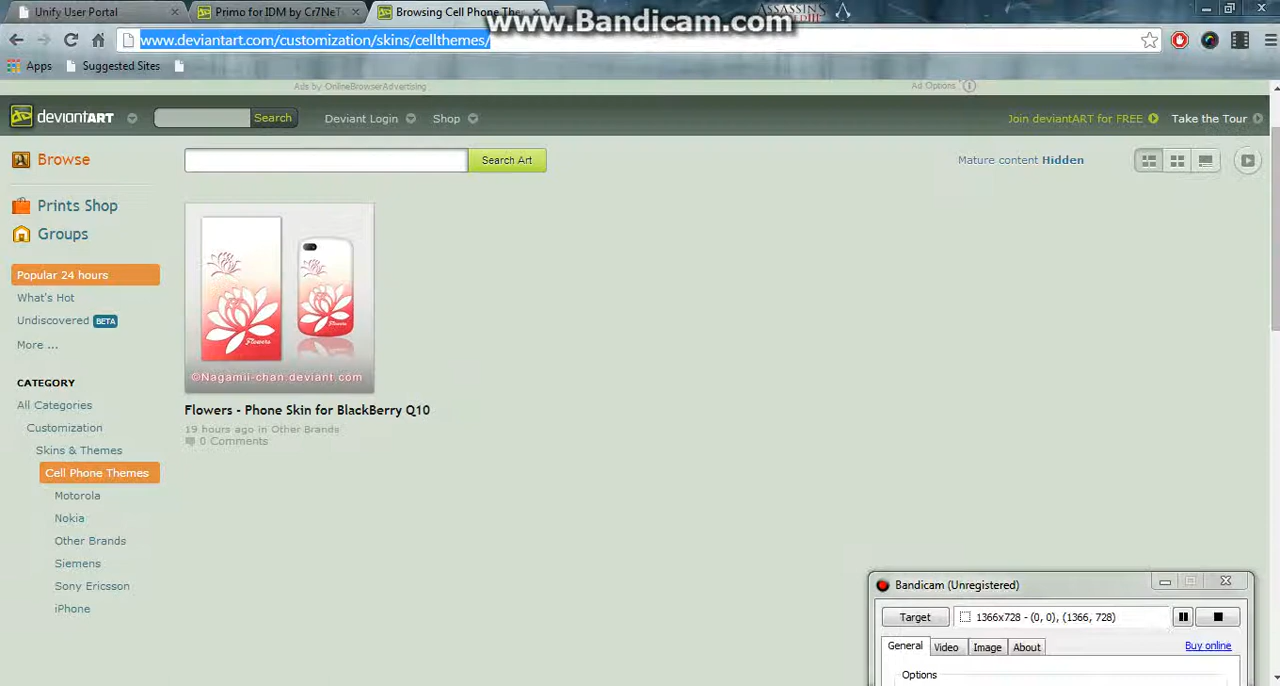 Unify User Portal
Primo for IDM by Cr7NeT
Browsing Cell Phone The
ASSASSIN'S
www.Bandicam.com
www.deviantart.com/customization/skins/cellthemes/
Apps
Suggested Sites
Ads by OnlineBrowserAdvertising
Ad Options
deviantART
Search
Deviant Login
Shop
Join deviantART for FREE
Take the Tour
Browse
Search Art
Mature content Hidden
Prints Shop
Groups
Popular 24 hours
What's Hot
Undiscovered BETA
More ...
CATEGORY
All Categories
Customization
Skins & Themes
Cell Phone Themes
Motorola
Nokia
Other Brands
Siemens
Sony Ericsson
iPhone
Flowers
Flowers
©Nagamii-chan.deviant.com
Flowers - Phone Skin for BlackBerry Q10
19 hours ago in Other Brands
0 Comments
Bandicam (Unregistered)
Target
1366x728 - (0, 0), (1366, 728)
General
Video
Image
About
Buy online
Options